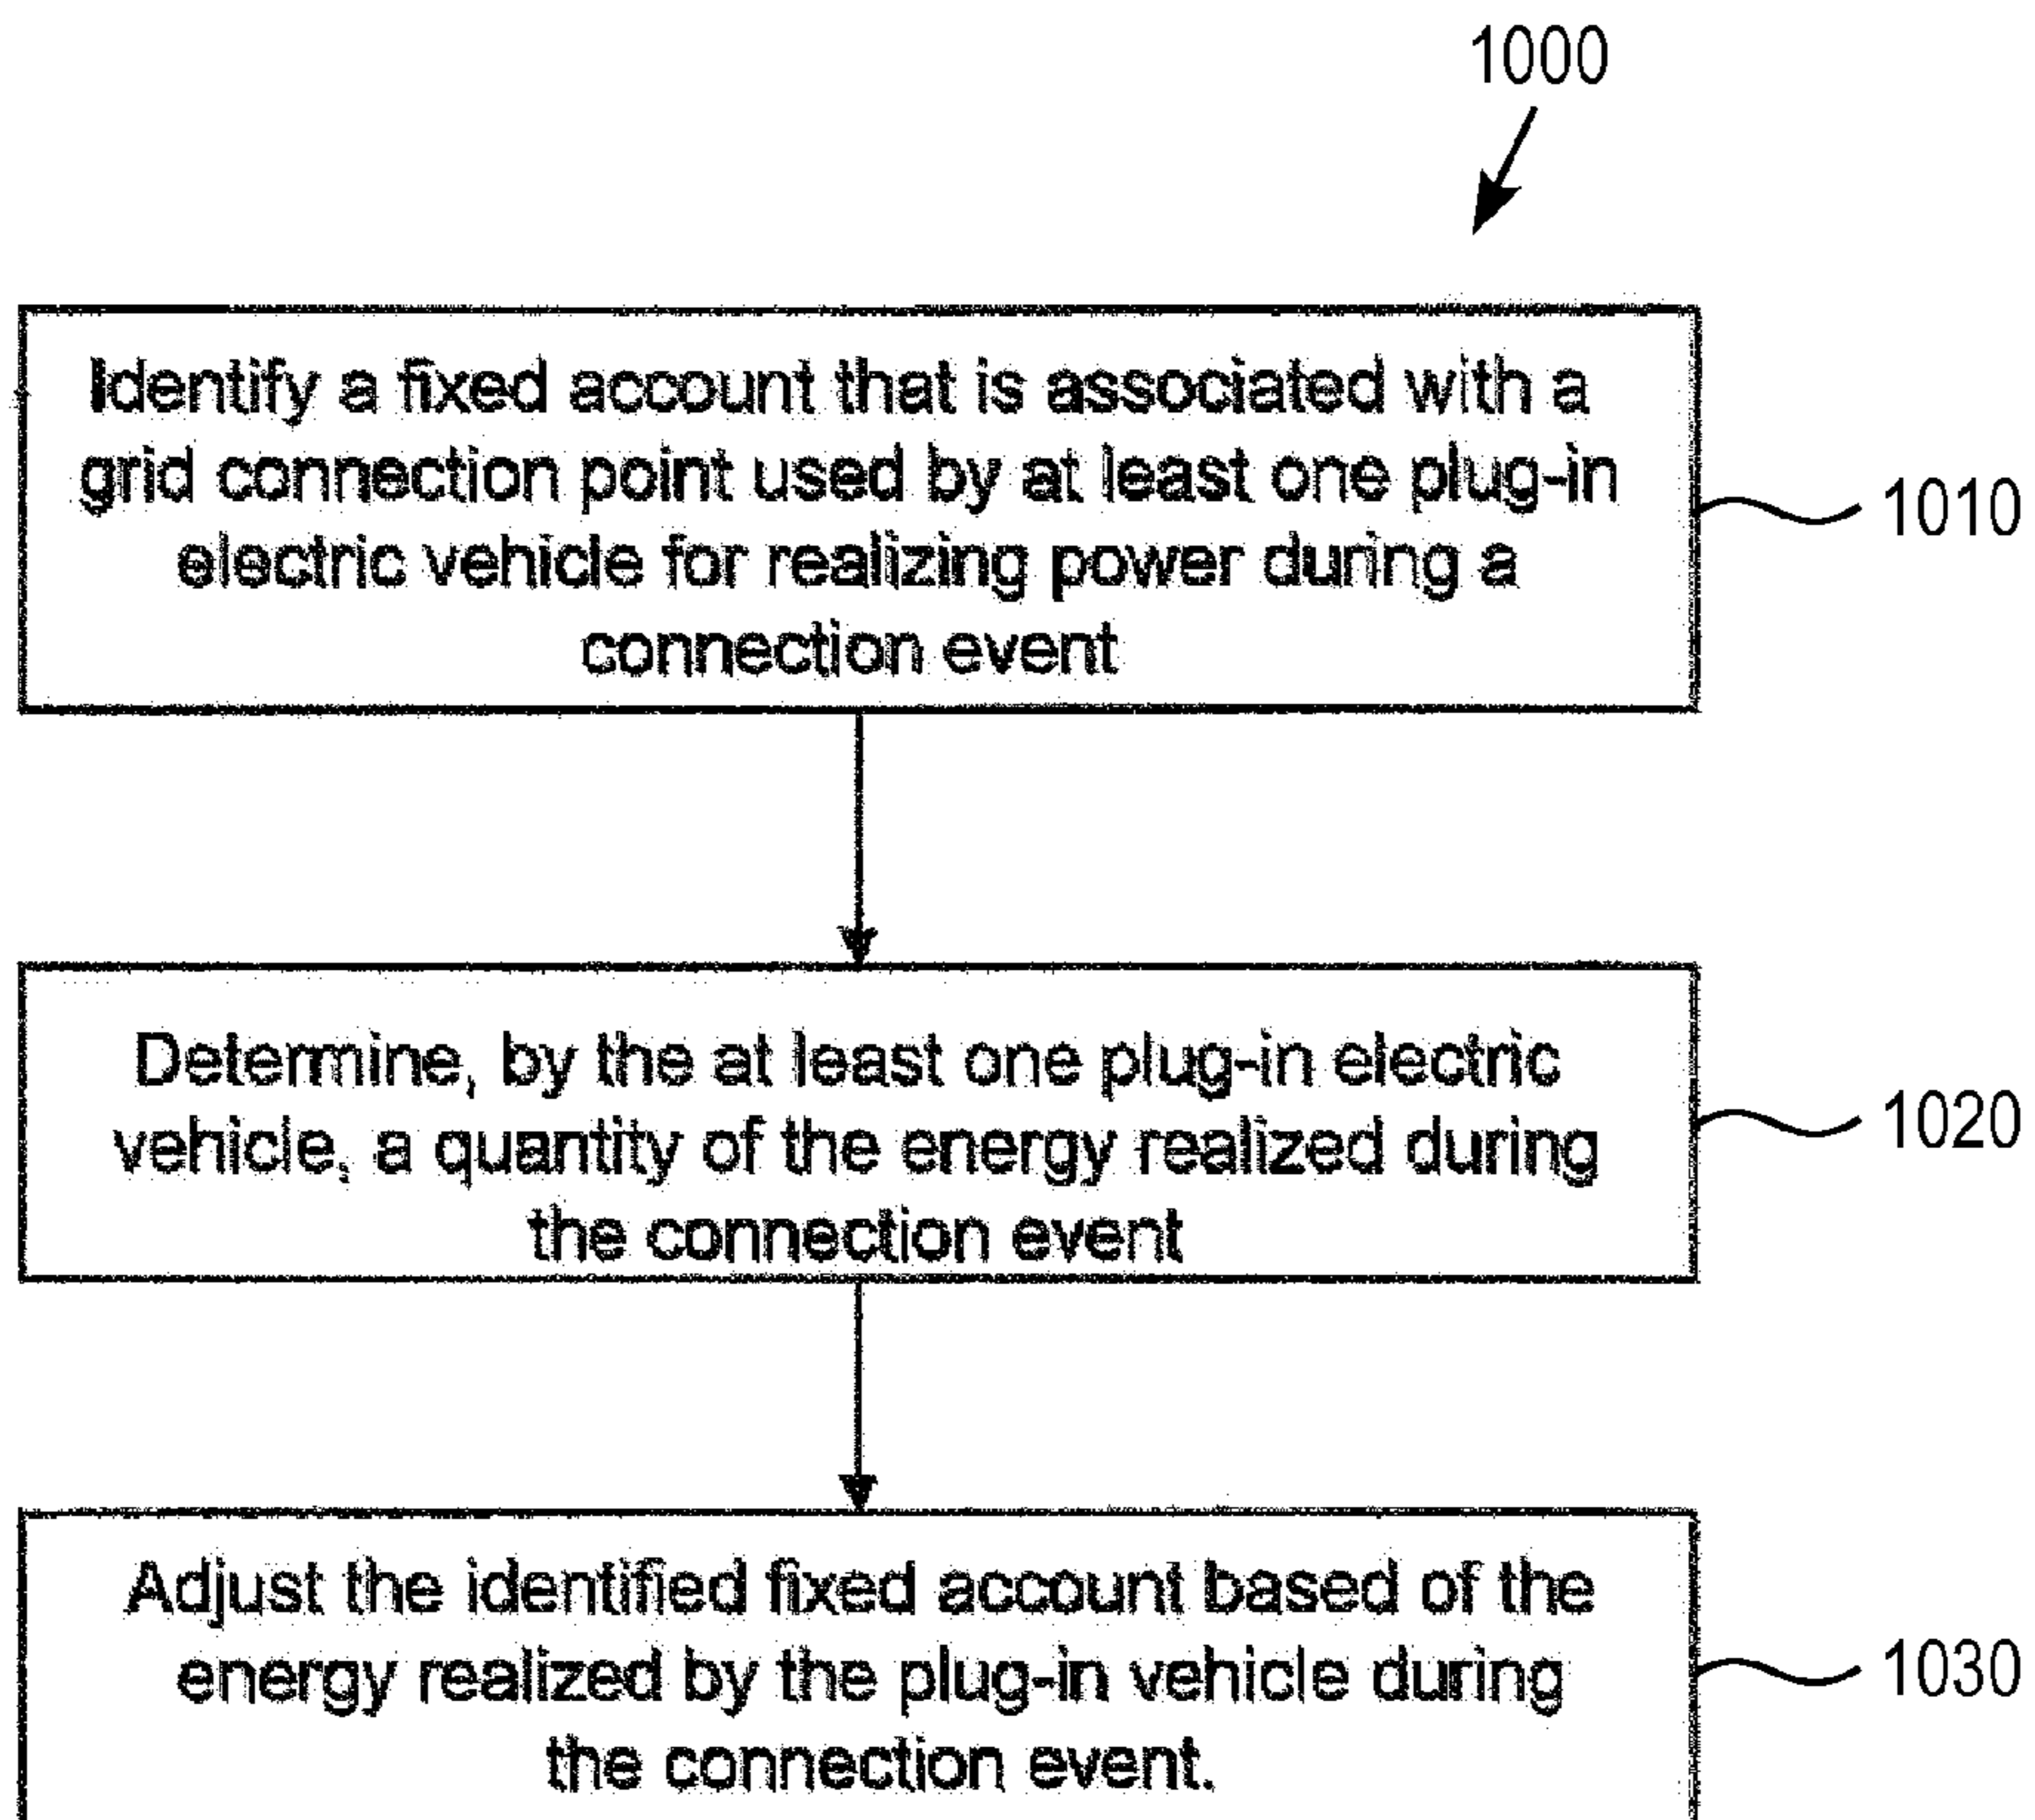 1000
Identify a fixed account that is associated with a
grid connection point used by at least one plug-in
electric vehicle for realizing power during a
connection event
1010
Determine, by the at least one plug-in electric
vehicle, a quantity of the energy realized during
the connection event
1020
Adjust the identified fixed account based of the
energy realized by the plug-in vehicle during
the connection event.
1030